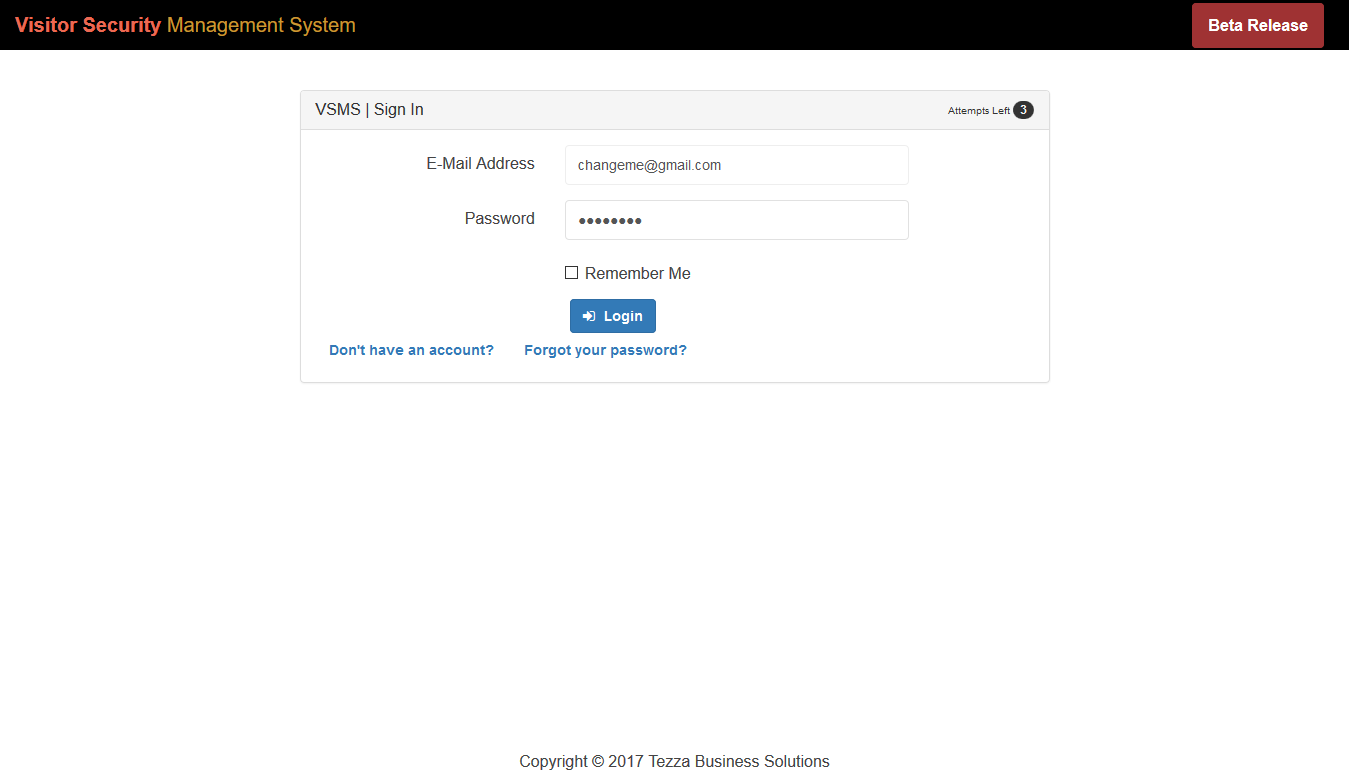 Visitor Security Management System
Beta Release
VSMS | Sign In
Attempts Left 3
E-Mail Address
changeme@gmail.com
Password
••••••••
Remember Me
Login
Don't have an account?
Forgot your password?
Copyright © 2017 Tezza Business Solutions